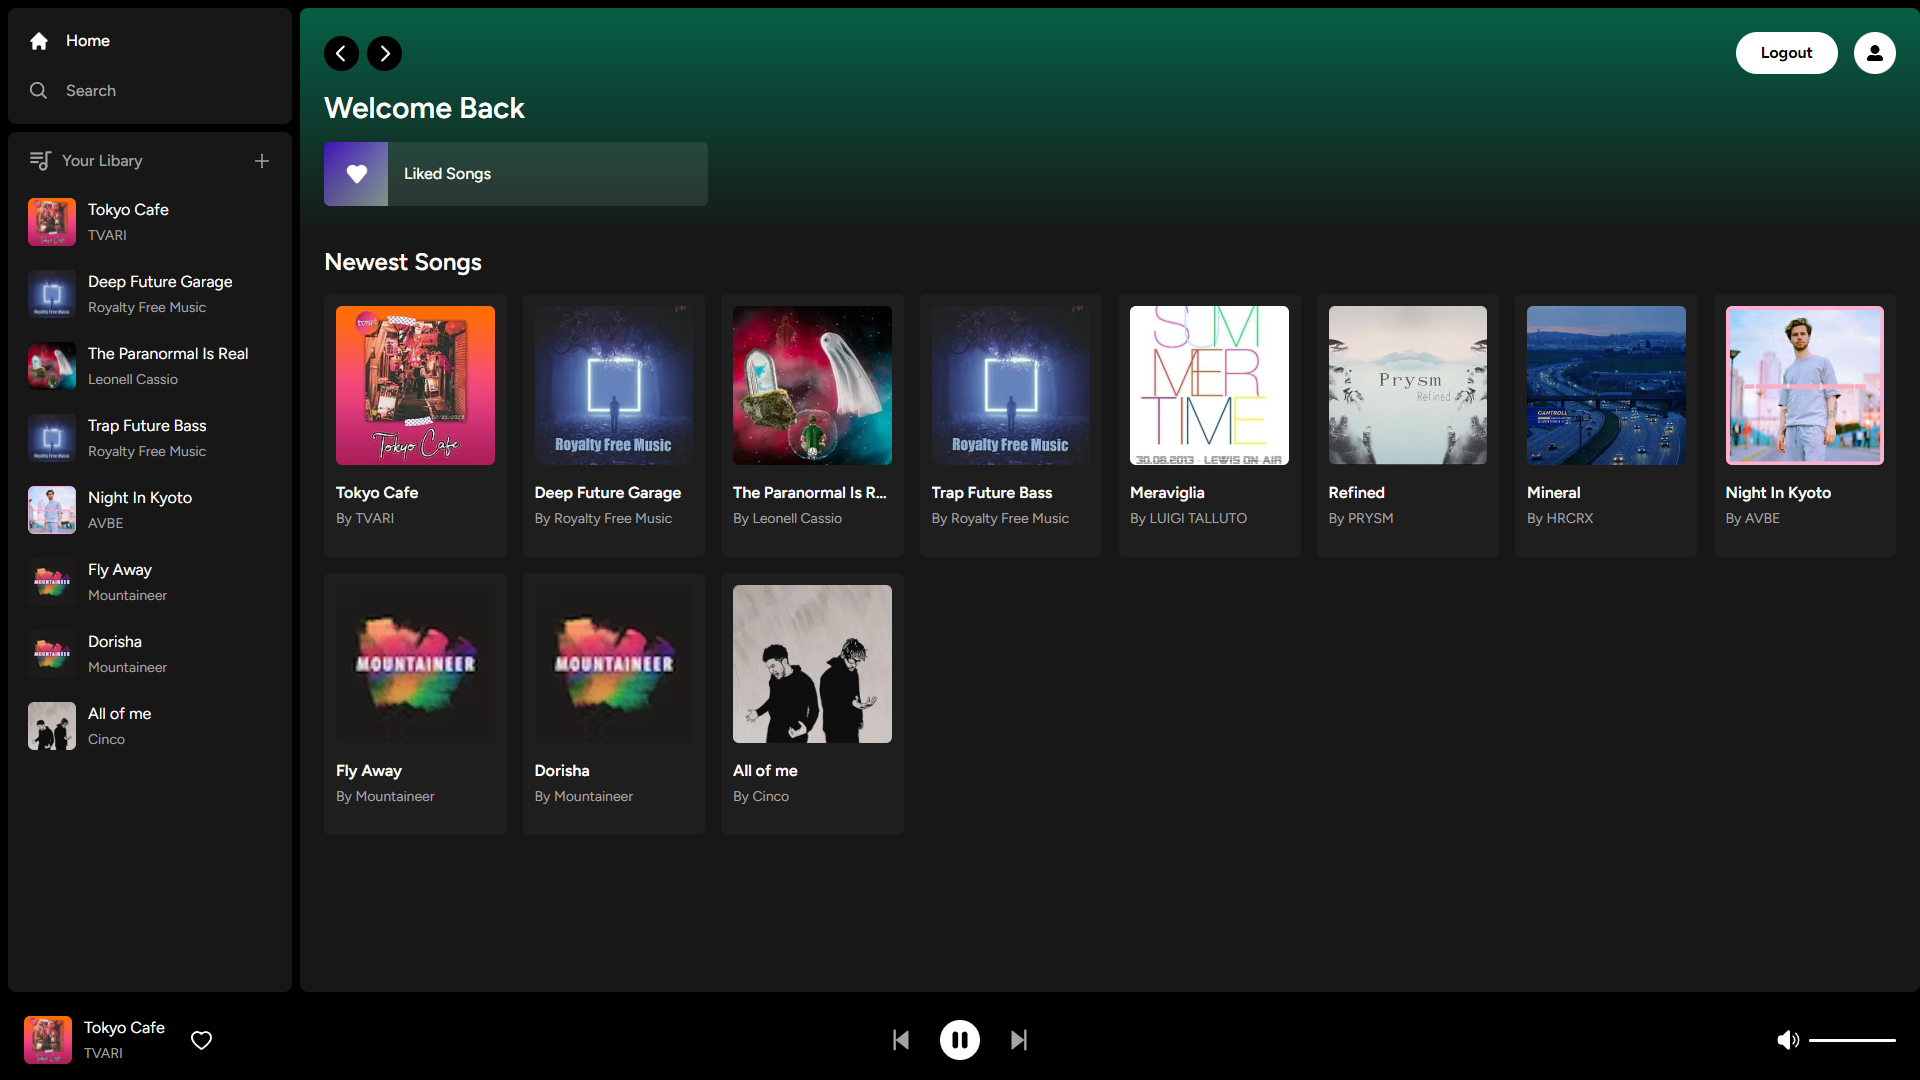 Home
Search
Your Libary
Tokyo Cafe
TVARI
Deep Future Garage
Royalty Free Music
The Paranormal Is Real
Leonell Cassio
Trap Future Bass
Royalty Free Music
Night In Kyoto
AVBE
Fly Away
Mountaineer
Dorisha
Mountaineer
All of me
Cinco
Logout
Welcome Back
Liked Songs
Newest Songs
tvari
Tokyo Cafe
Tokyo Cafe
By TVARI
Royalty Free Music
Deep Future Garage
By Royalty Free Music
The Paranormal Is R...
By Leonell Cassio
Royalty Free Music
Trap Future Bass
By Royalty Free Music
SUM
MER
TIME
30.08.2013 - LEWIS ON AIR
Meraviglia
By LUIGI TALLUTO
Prysm
Refined
Refined
By PRYSM
CANTROLL
Mineral
By HRCRX
Night In Kyoto
By AVBE
MOUNTAINEER
Fly Away
By Mountaineer
MOUNTAINEER
Dorisha
By Mountaineer
All of me
By Cinco
Tokyo Cafe
TVARI